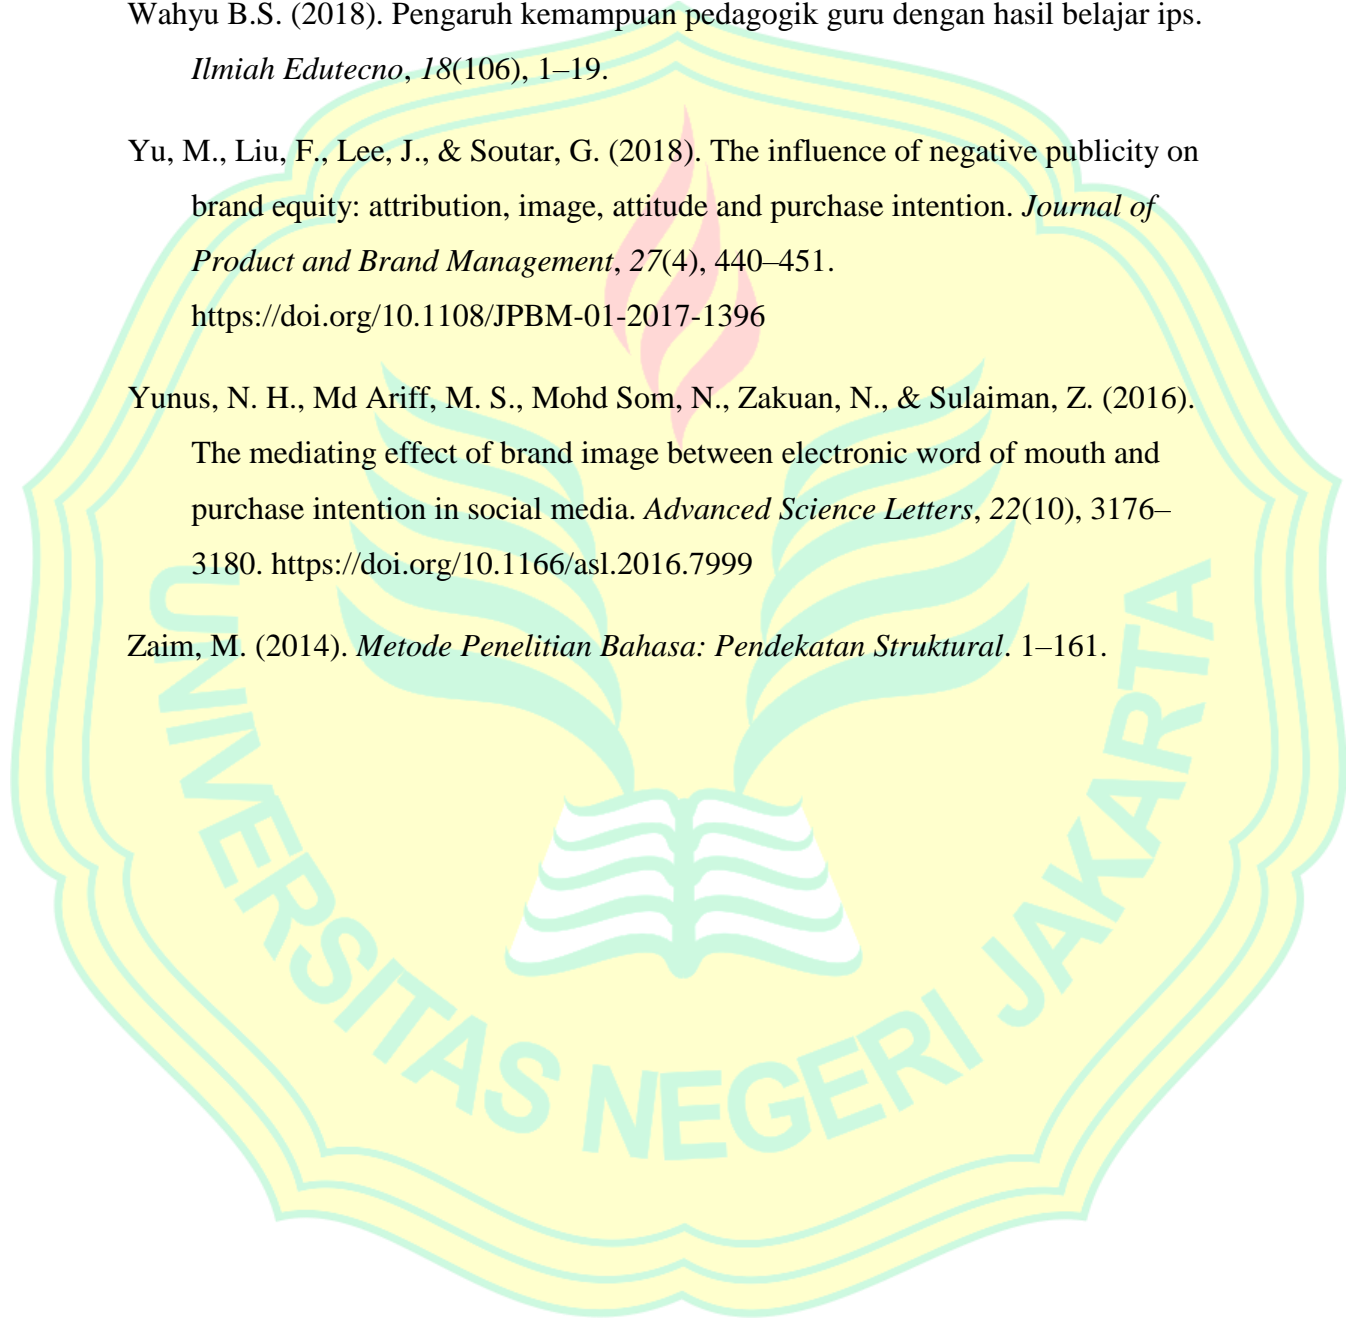 Wahyu B.S. (2018). Pengaruh kemampuan pedagogik guru dengan hasil belajar ips.
Ilmiah Edutecno, 18(106), 1–19.
Yu, M., Liu, F., Lee, J., & Soutar, G. (2018). The influence of negative publicity on
brand equity: attribution, image, attitude and purchase intention. Journal of
Product and Brand Management, 27(4), 440–451.
https://doi.org/10.1108/JPBM-01-2017-1396
Yunus, N. H., Md Ariff, M. S., Mohd Som, N., Zakuan, N., & Sulaiman, Z. (2016).
The mediating effect of brand image between electronic word of mouth and
purchase intention in social media. Advanced Science Letters, 22(10), 3176–
3180. https://doi.org/10.1166/asl.2016.7999
Zaim, M. (2014). Metode Penelitian Bahasa: Pendekatan Struktural. 1–161.
UNIVERSITAS NEGERI JAKARTA